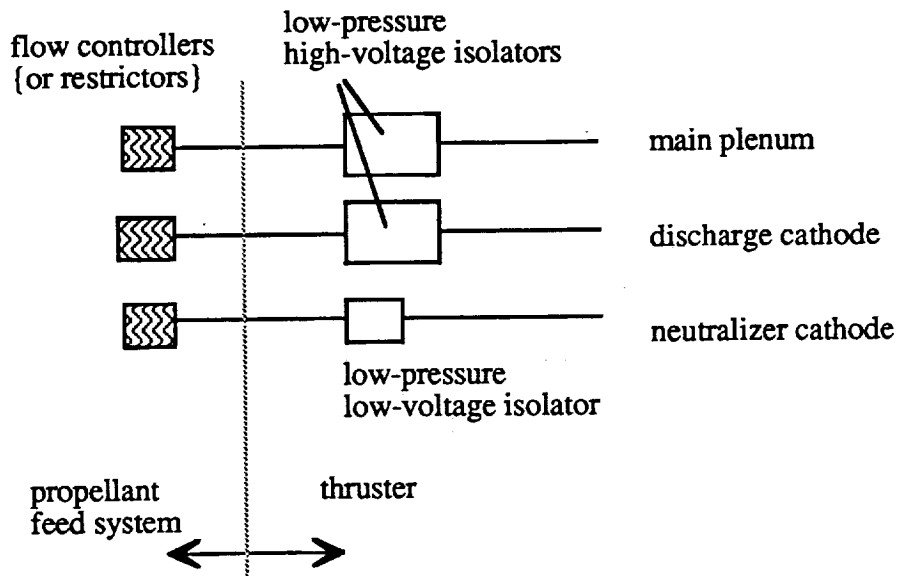 low-pressure
high-voltage isolators
flow controllers
{or restrictors}
main plenum
discharge cathode
neutralizer cathode
low-pressure
low-voltage isolator
propellant
feed system
thruster